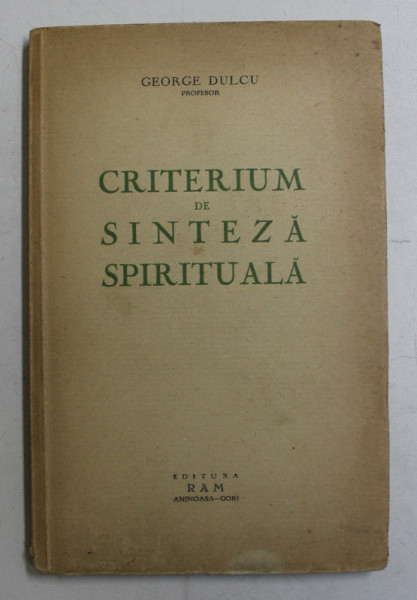 GEORGE DULCU
PROFESOR
CRITERIUM
DE
SINTEZĂ
SPIRITUALĂ
EDITURA
RAM
ANINOASA—GORJ